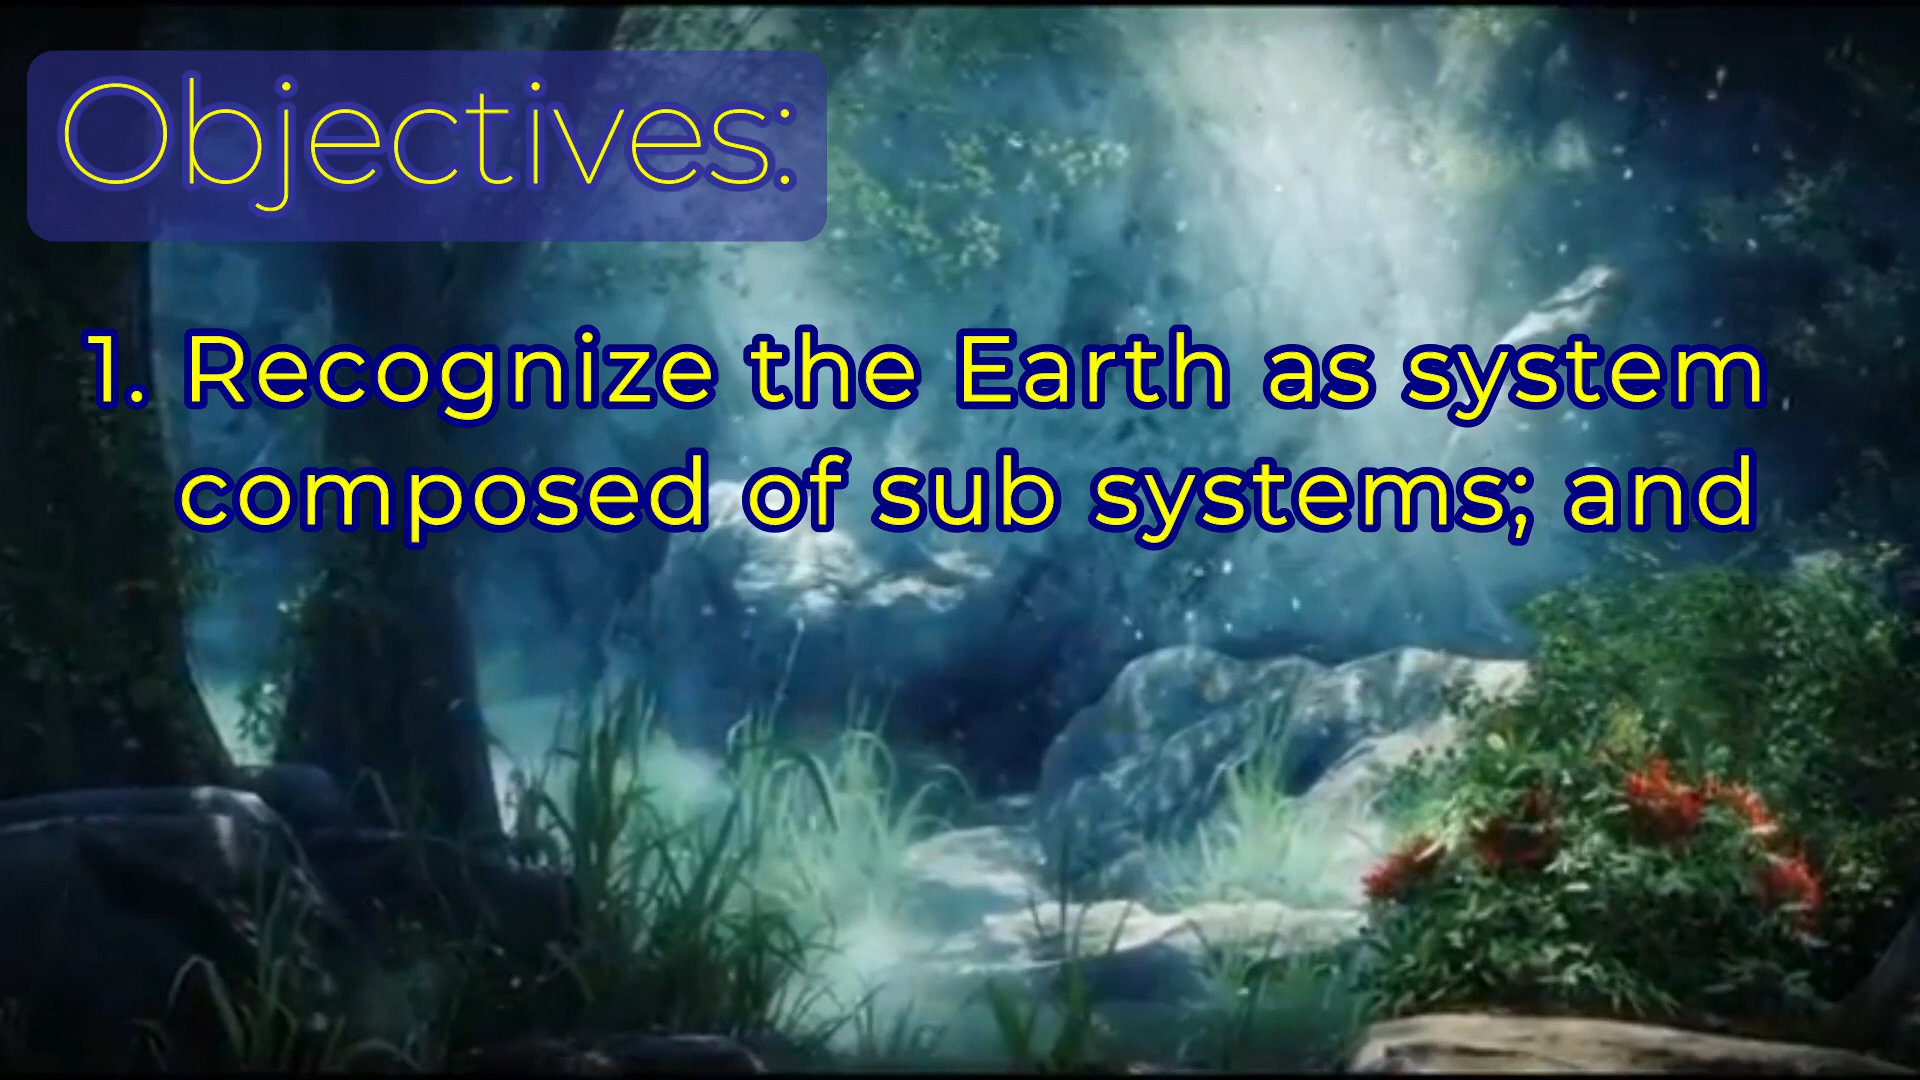 Objectives:
1. Recognize the Earth as system
composed of sub systems; and